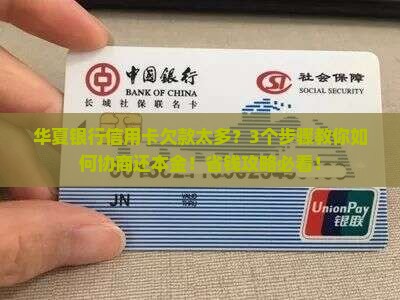 中国银行
BANK OF CHINA
长城社保联名卡
社会保障
SOCIAL SECURITY
华夏银行信用卡欠款太多？3个步骤教你如
何协商还本金！省钱攻略必看！
JN
VALID
UnionPay
银联